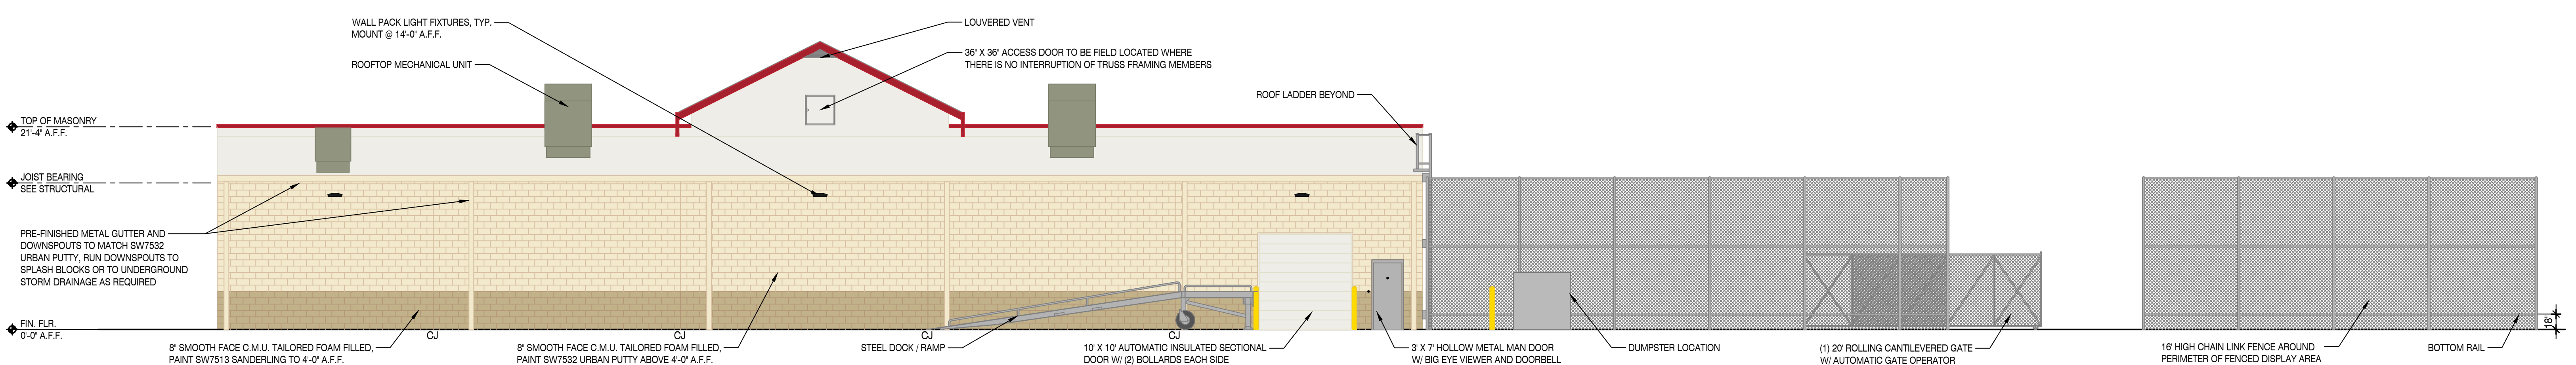 WALL PACK LIGHT FIXTURES, TYP.
MOUNT @ 14'-0" A.F.F.
ROOFTOP MECHANICAL UNIT
LOUVERED VENT
36" X 36" ACCESS DOOR TO BE FIELD LOCATED WHERE
THERE IS NO INTERRUPTION OF TRUSS FRAMING MEMBERS
ROOF LADDER BEYOND
TOP OF MASONRY
21'-4" A.F.F.
JOIST BEARING
SEE STRUCTURAL
PRE-FINISHED METAL GUTTER AND
DOWNSPOUTS TO MATCH SW7532
URBAN PUTTY, RUN DOWNSPOUTS TO
SPLASH BLOCKS OR TO UNDERGROUND
STORM DRAINAGE AS REQUIRED
FIN. FLR.
0'-0" A.F.F.
CJ
CJ
CJ
CJ
18"
8" SMOOTH FACE C.M.U. TAILORED FOAM FILLED,
PAINT SW7513 SANDERLING TO 4'-0" A.F.F.
8" SMOOTH FACE C.M.U. TAILORED FOAM FILLED,
PAINT SW7532 URBAN PUTTY ABOVE 4'-0" A.F.F.
STEEL DOCK / RAMP
10' X 10' AUTOMATIC INSULATED SECTIONAL
DOOR W/ (2) BOLLARDS EACH SIDE
3' X 7' HOLLOW METAL MAN DOOR
W/ BIG EYE VIEWER AND DOORBELL
DUMPSTER LOCATION
(1) 20' ROLLING CANTILEVERED GATE
W/ AUTOMATIC GATE OPERATOR
16' HIGH CHAIN LINK FENCE AROUND
PERIMETER OF FENCED DISPLAY AREA
BOTTOM RAIL